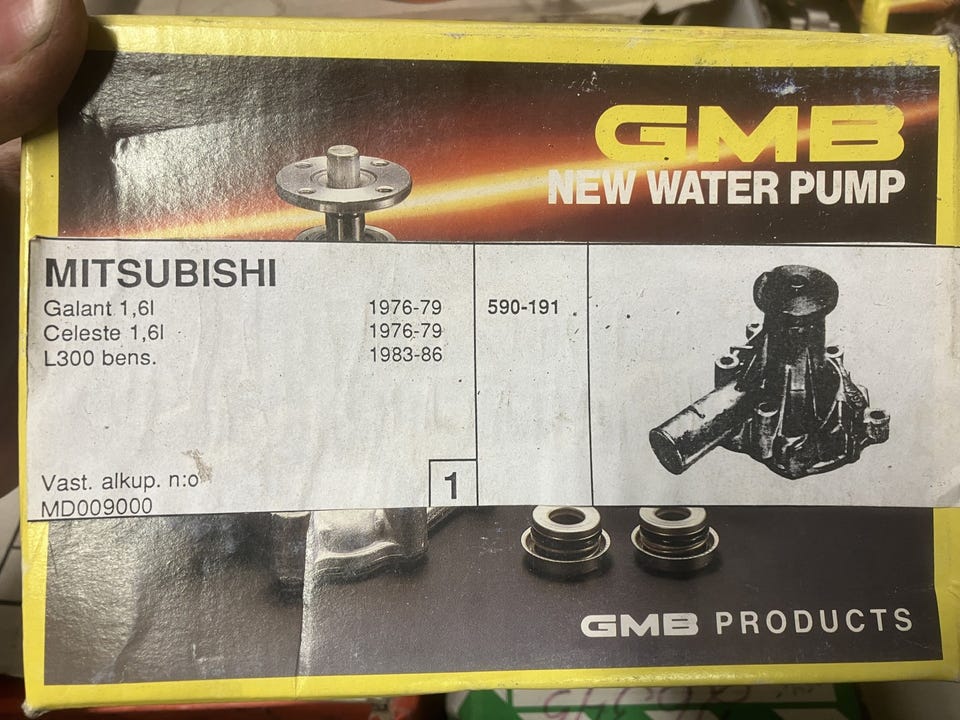 GMB
NEW WATER PUMP
MITSUBISHI
Galant 1,6l 1976-79 590-191
Celeste 1,6l 1976-79
L300 bens. 1983-86
Vast. alkup. n:o
MD009000
1
GMB PRODUCTS